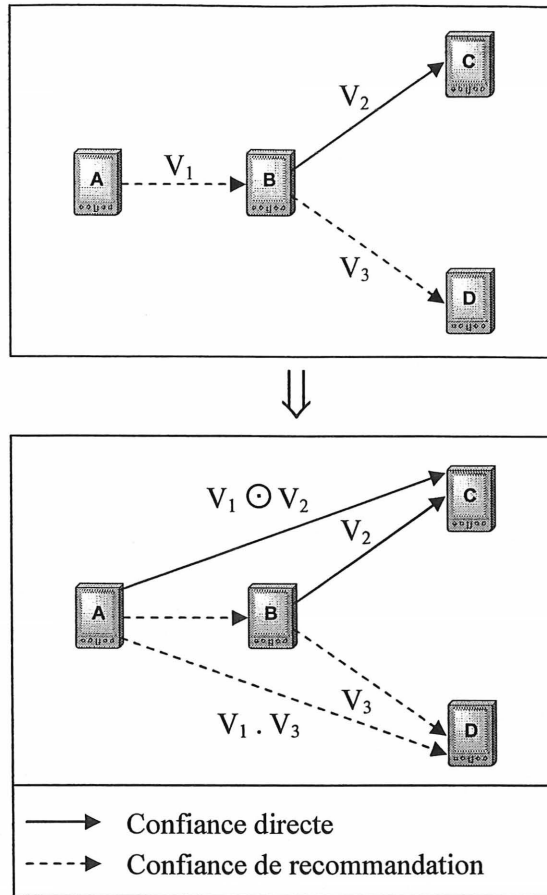 C
V₂
A
V₁
B
V₃
D
⇓
V₁ ⊙ V₂
C
V₂
A
B
V₃
V₁ . V₃
D
Confiance directe
Confiance de recommandation